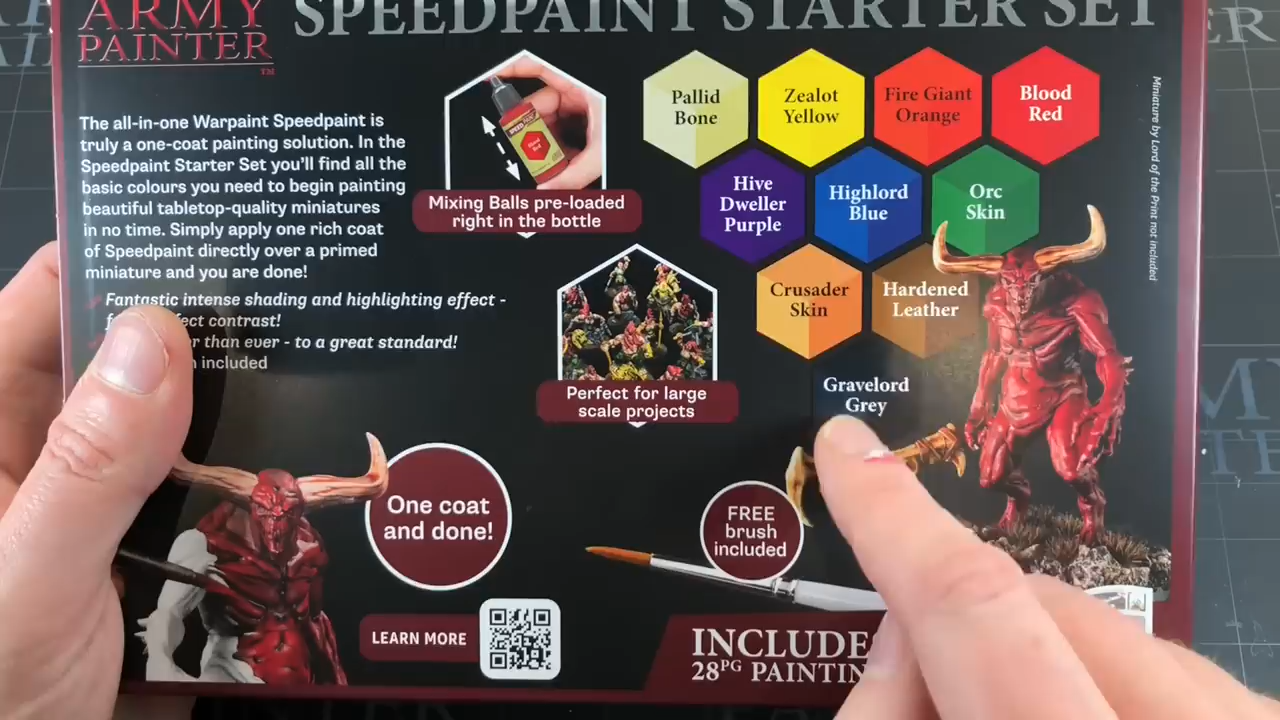 ARMY
PAINTER
TM
SPEEDPAINT STARTER SET
The all-in-one Warpaint Speedpaint is
truly a one-coat painting solution. In the
Speedpaint Starter Set you'll find all the
basic colours you need to begin painting
beautiful tabletop-quality miniatures
in no time. Simply apply one rich coat
of Speedpaint directly over a primed
miniature and you are done!
Fantastic intense shading and highlighting effect -
contrast!
than ever - to a great standard!
included
Blood
Red
Mixing Balls pre-loaded
right in the bottle
Perfect for large
scale projects
Pallid
Bone
Zealot
Yellow
Fire Giant
Orange
Blood
Red
Hive
Dweller
Purple
Highlord
Blue
Orc
Skin
Crusader
Skin
Hardened
Leather
Gravelord
Grey
Miniature by Lord of the Print not included
One coat
and done!
FREE
brush
included
LEARN MORE
INCLUDE
28PG PAINTIN